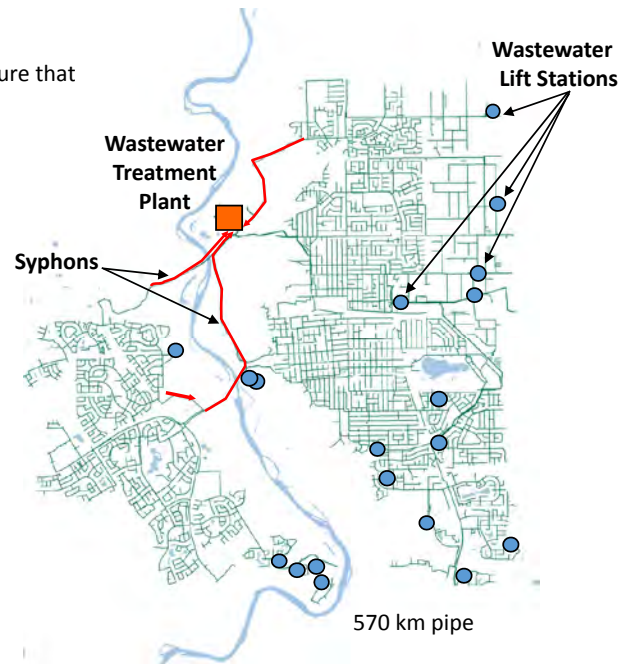 ure that
Wastewater
Lift Stations
Wastewater
Treatment
Plant
Syphons
570 km pipe